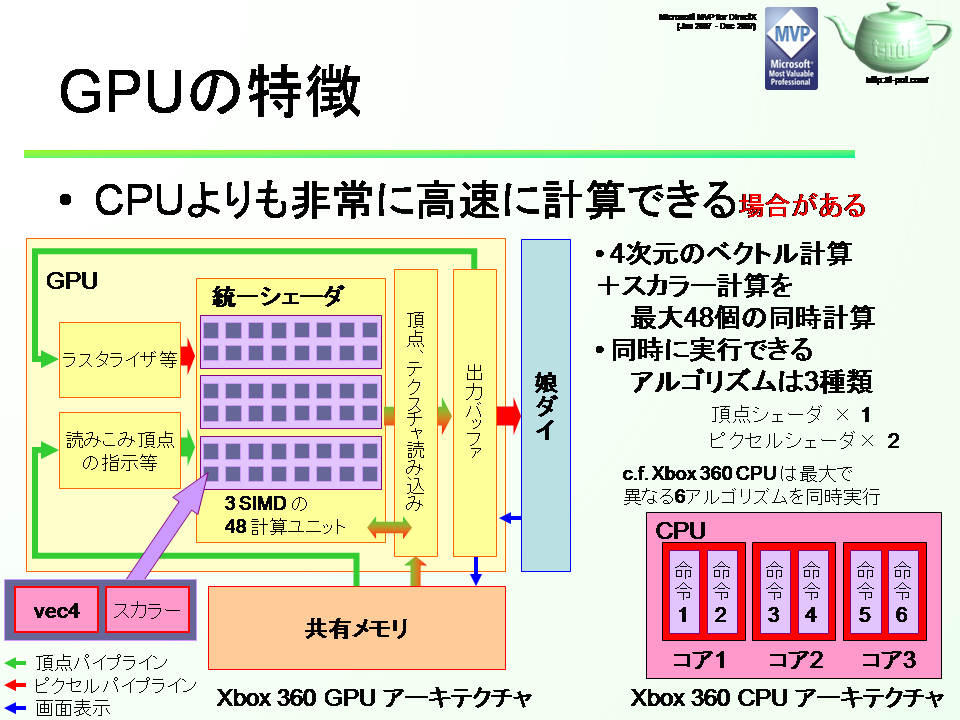 Microsoft MVP for DirectX
(Jan 2007 - Dec 2007)
MVP
Microsoft®
Most Valuable
Professional
t-pot
http://t-pot.com/
GPUの特徴
• CPUよりも非常に高速に計算できる場合がある
GPU
統一シェーダ
ラスタライザ等
読みこみ頂点
の指示等
3 SIMD の
48 計算ユニット
頂点、テクスチャ読み込み
出力バッファ
娘ダイ
vec4
スカラー
共有メモリ
頂点パイプライン
ピクセルパイプライン
画面表示
Xbox 360 GPU アーキテクチャ
• 4次元のベクトル計算
＋スカラー計算を
最大48個の同時計算
• 同時に実行できる
アルゴリズムは3種類
頂点シェーダ × 1
ピクセルシェーダ× 2
c.f. Xbox 360 CPU は最大で
異なる6アルゴリズムを同時実行
CPU
命令1
命令2
命令3
命令4
命令5
命令6
コア1
コア2
コア3
Xbox 360 CPU アーキテクチャ